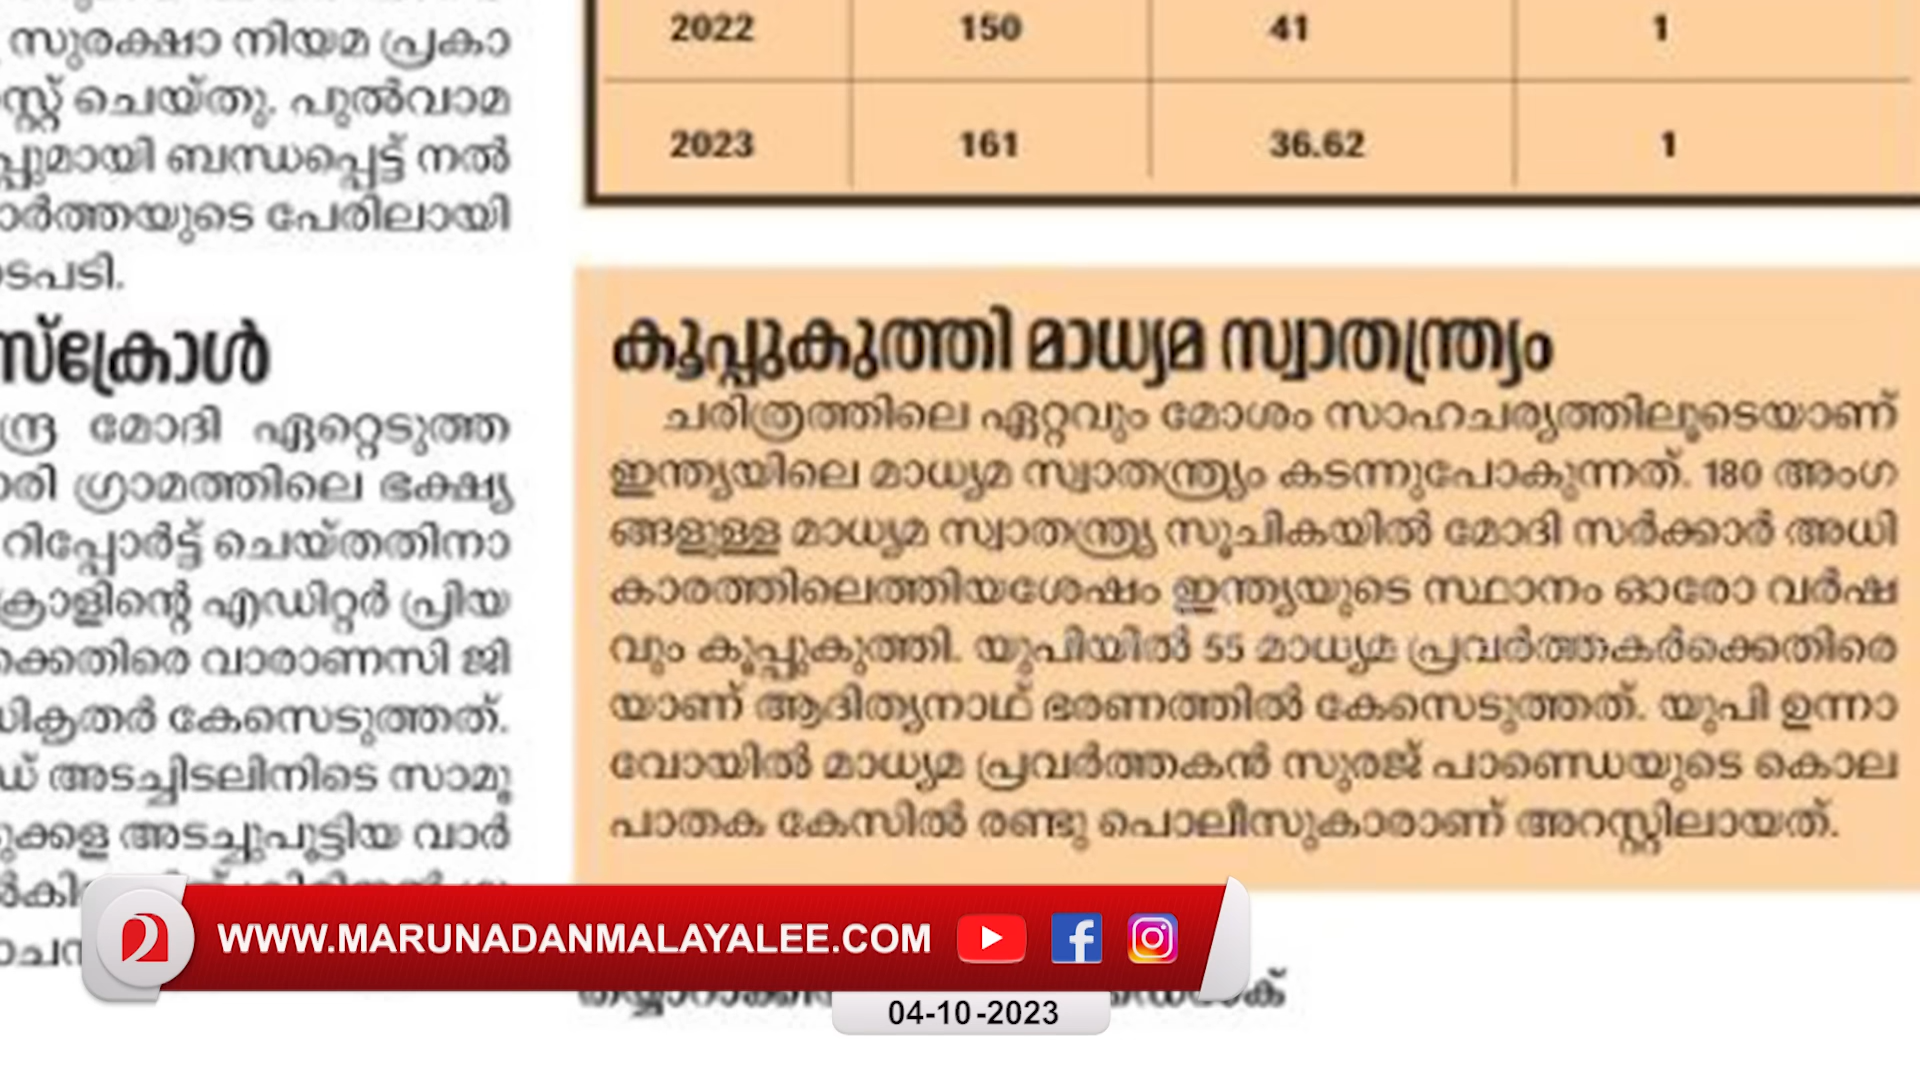 സുരക്ഷാ നിയമ പ്രകാ
സ്റ്റ് ചെയ്തു. പുൽവാമ
പ്പുമായി ബന്ധപ്പെട്ട് നൽ
ാർത്തയുടെ പേരിലായി
ടപടി.
സ്ക്രോൾ
ന്ദ്ര മോദി ഏറ്റെടുത്ത
ാരി ഗ്രാമത്തിലെ ഭക്ഷ്യ
റിപ്പോർട്ട് ചെയ്തതിനാ
ക്രാളിന്റെ എഡിറ്റർ പ്രിയ
ക്കെതിരെ വാരാണസി ജി
ധികൃതർ കേസെടുത്തത്.
ഡ് അടച്ചിടലിനിടെ സാമൂ
ുക്കള അടച്ചുപൂട്ടിയ വാർ
2022 150 41 1
2023 161 36.62 1
കൂപ്പുകുത്തി മാധ്യമ സ്വാതന്ത്ര്യം
ചരിത്രത്തിലെ ഏറ്റവും മോശം സാഹചര്യത്തിലൂടെയാണ്
ഇന്ത്യയിലെ മാധ്യമ സ്വാതന്ത്ര്യം കടന്നുപോകുന്നത്. 180 അംഗ
ങ്ങളുള്ള മാധ്യമ സ്വാതന്ത്ര്യ സൂചികയിൽ മോദി സർക്കാർ അധി
കാരത്തിലെത്തിയശേഷം ഇന്ത്യയുടെ സ്ഥാനം ഓരോ വർഷ
വും കൂപ്പുകുത്തി. യുപിയിൽ 55 മാധ്യമ പ്രവർത്തകർക്കെതിരെ
യാണ് ആദിത്യനാഥ് ഭരണത്തിൽ കേസെടുത്തത്. യുപി ഉന്നാ
വോയിൽ മാധ്യമ പ്രവർത്തകൻ സൂരജ് പാണ്ഡെയുടെ കൊല
പാതക കേസിൽ രണ്ടു പൊലീസുകാരാണ് അറസ്റ്റിലായത്.
WWW.MARUNADANMALAYALEE.COM
04-10-2023